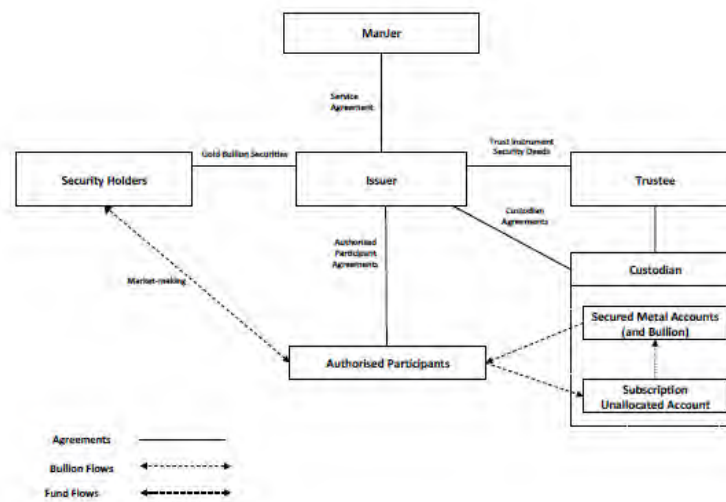 ManJer
Service
Agreement
Gold Bullion Securities
Trust Instrument
Security Deeds
Security Holders
Issuer
Trustee
Custodian
Agreements
Authorised
Participant
Agreements
Custodian
Market-making
Secured Metal Accounts
(and Bullion)
Authorised Participants
Subscription
Unallocated Account
Agreements
Bullion Flows
Fund Flows